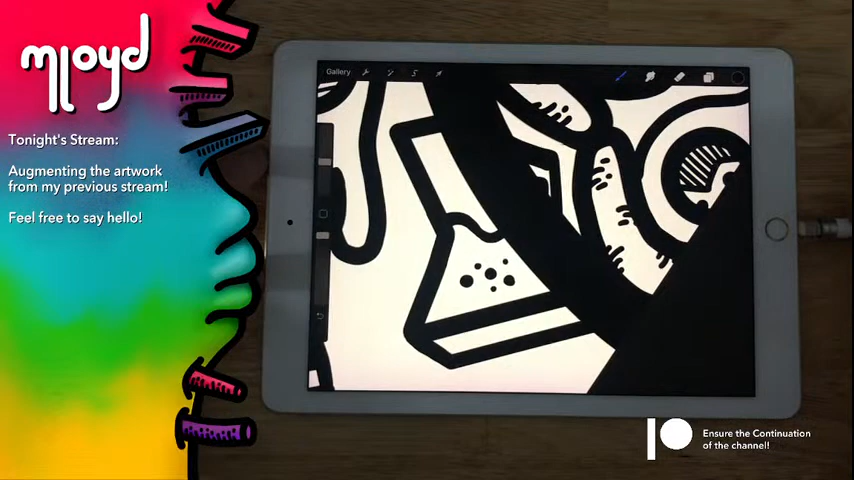 mloyd
Tonight's Stream:
Augmenting the artwork
from my previous stream!
Feel free to say hello!
Gallery
Ensure the Continuation
of the channel!